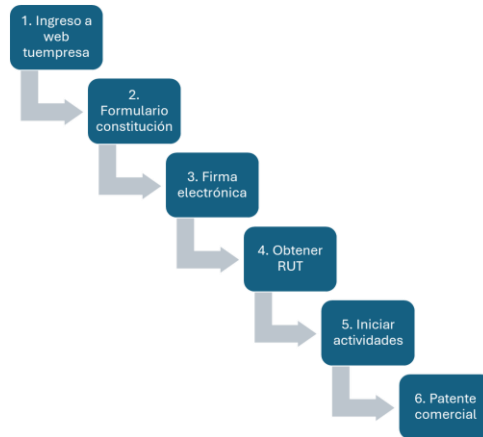 1. Ingreso a
web
tuempresa
2.
Formulario
constitución
3. Firma
electrónica
4. Obtener
RUT
5. Iniciar
actividades
6. Patente
comercial